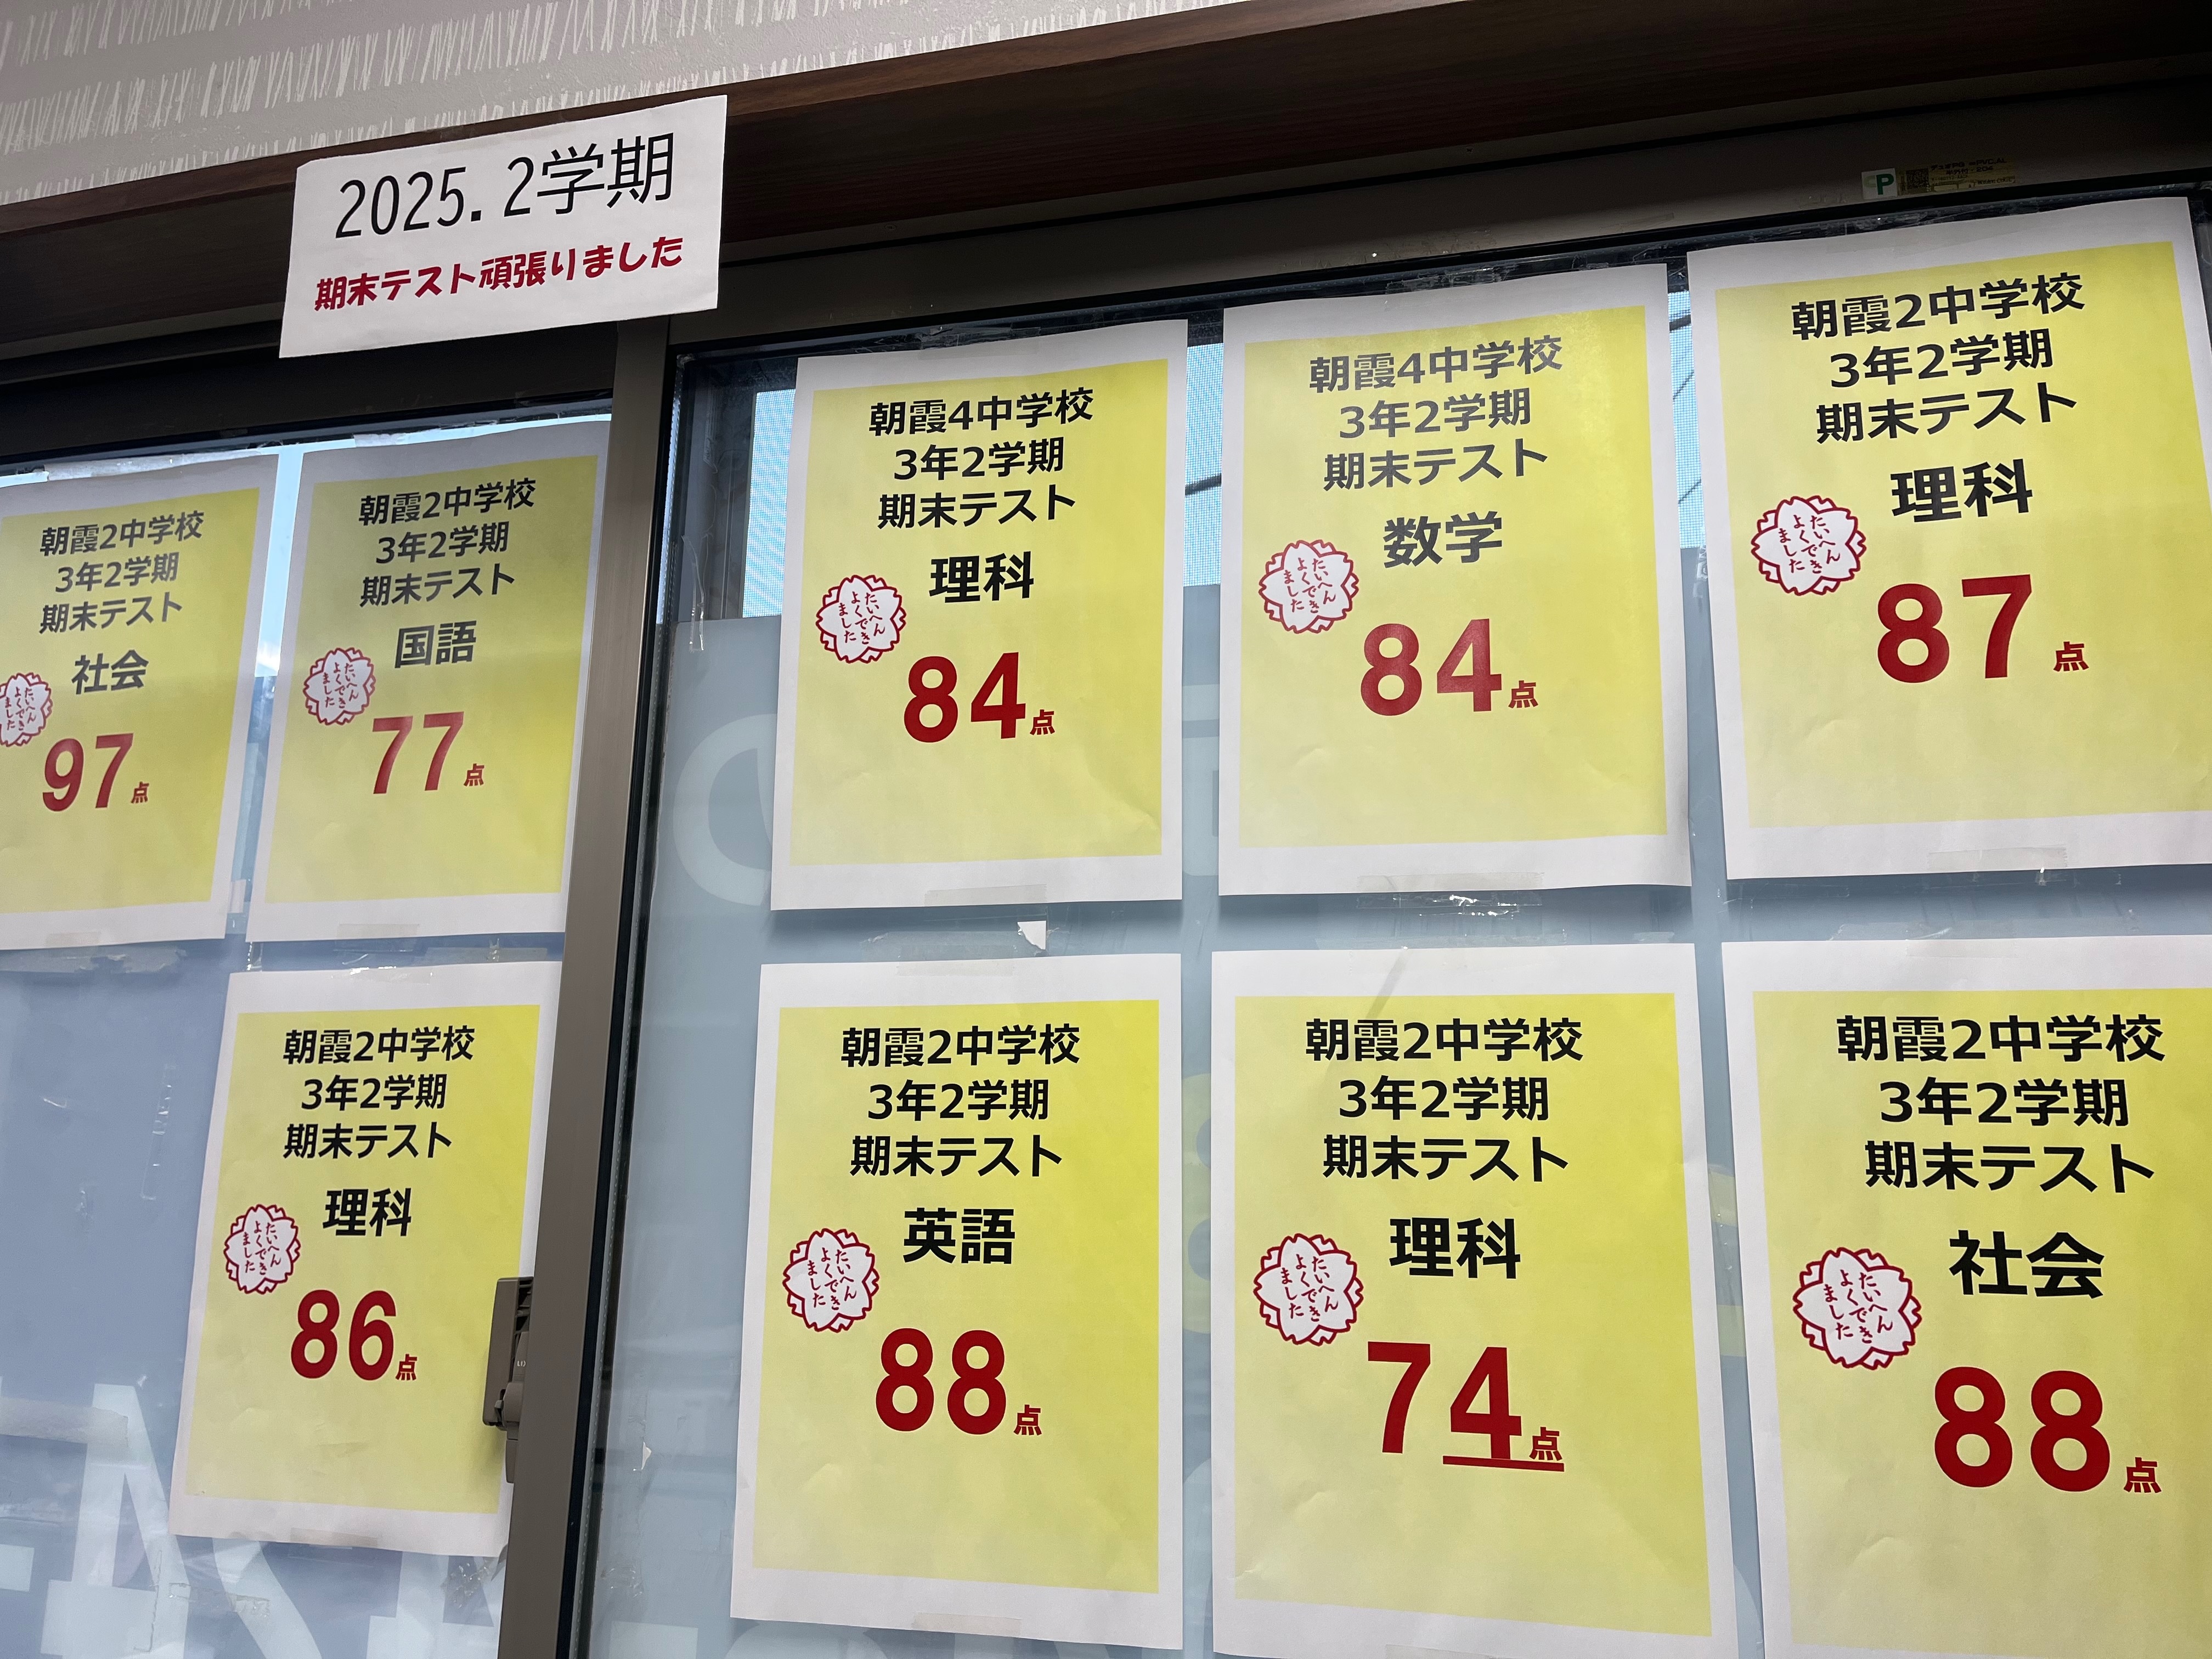 2025.2学期
期末テスト頑張りました
朝霞2中学校
3年2学期
期末テスト
社会
たいへん
よくでき
ました
97点
朝霞2中学校
3年2学期
期末テスト
国語
たいへん
よくでき
ました
77点
朝霞4中学校
3年2学期
期末テスト
理科
たいへん
よくでき
ました
84点
朝霞4中学校
3年2学期
期末テスト
数学
たいへん
よくでき
ました
84点
朝霞2中学校
3年2学期
期末テスト
理科
たいへん
よくでき
ました
87点
朝霞2中学校
3年2学期
期末テスト
理科
たいへん
よくでき
ました
86点
朝霞2中学校
3年2学期
期末テスト
英語
たいへん
よくでき
ました
88点
朝霞2中学校
3年2学期
期末テスト
理科
たいへん
よくでき
ました
74点
朝霞2中学校
3年2学期
期末テスト
社会
たいへん
よくでき
ました
88点
P